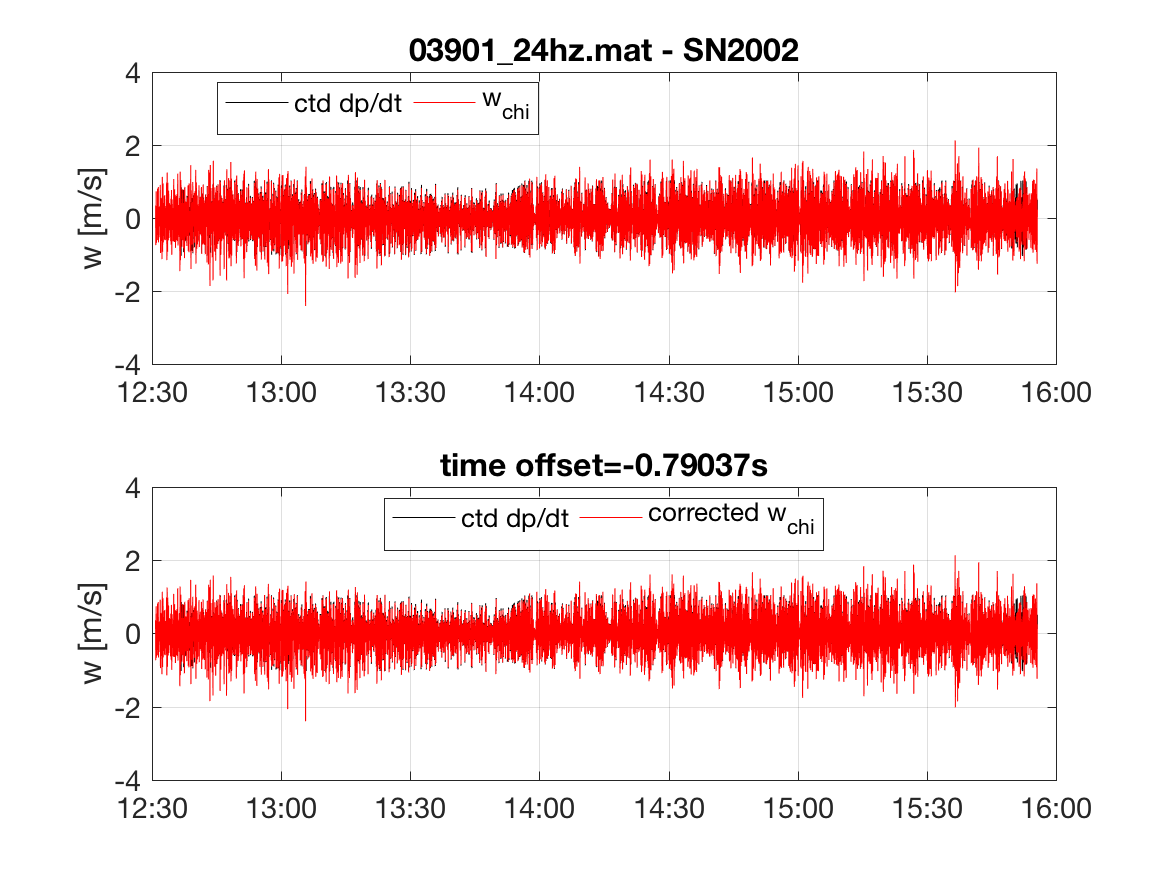 03901_24hz.mat - SN2002
ctd dp/dt w_chi
w [m/s]
4
2
0
-2
-4
12:30 13:00 13:30 14:00 14:30 15:00 15:30 16:00
time offset=-0.79037s
ctd dp/dt corrected w_chi
w [m/s]
4
2
0
-2
-4
12:30 13:00 13:30 14:00 14:30 15:00 15:30 16:00